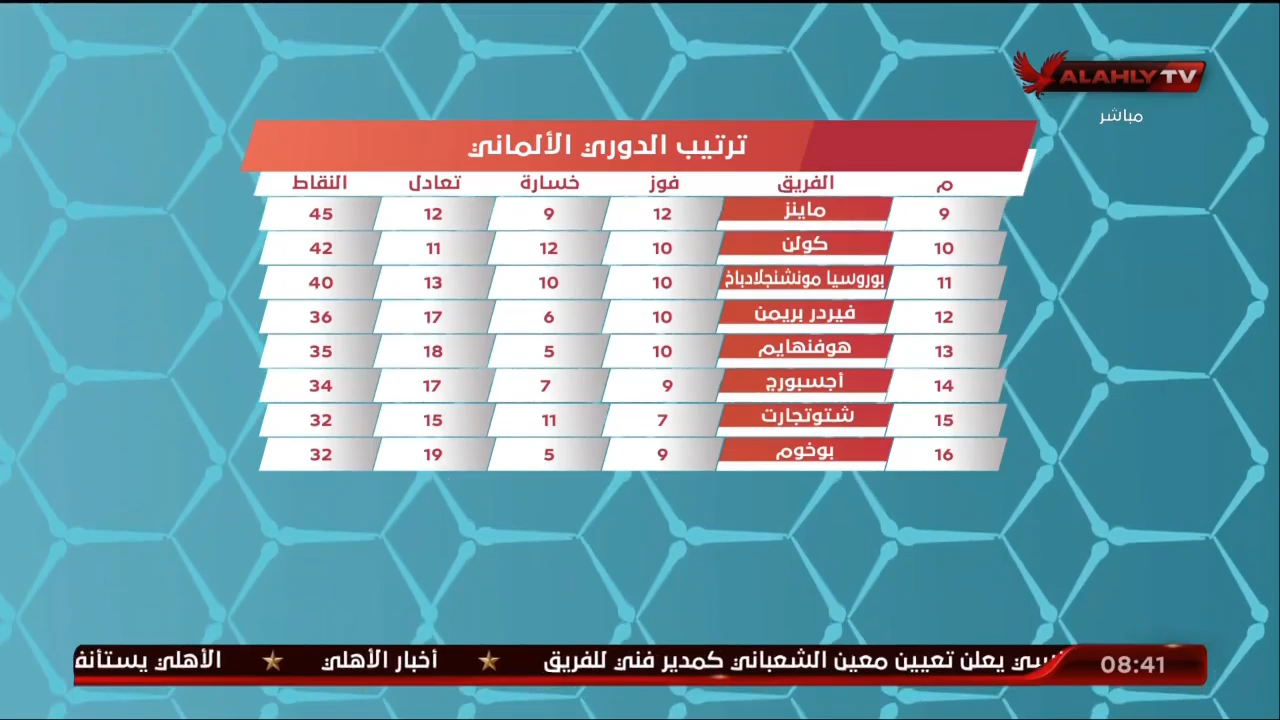 ALAHLY TV
مباشر
ترتيب الدوري الألماني
م الفريق فوز خسارة تعادل النقاط
9 ماينز 12 9 12 45
10 كولن 10 12 11 42
11 بوروسيا مونشنجلادباخ 10 10 13 40
12 فيردر بريمن 10 6 17 36
13 هوفنهايم 10 5 18 35
14 أجسبورج 9 7 17 34
15 شتوتجارت 7 11 15 32
16 بوخوم 9 5 19 32
08:41 يعلن تعيين معين الشعباني كمدير فني للفريق أخبار الأهلي الأهلي